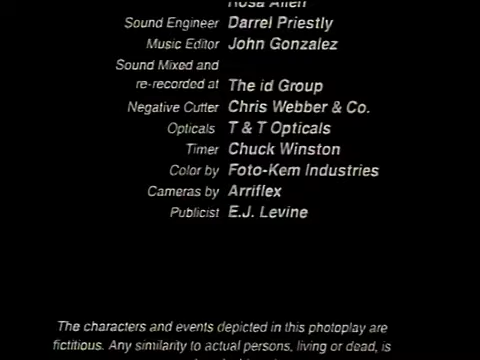 Rosa Allen
Sound Engineer Darrel Priestly
Music Editor John Gonzalez
Sound Mixed and
re-recorded at The id Group
Negative Cutter Chris Webber & Co.
Opticals T & T Opticals
Timer Chuck Winston
Color by Foto-Kem Industries
Cameras by Arriflex
Publicist E.J. Levine
The characters and events depicted in this photoplay are
fictitious. Any similarity to actual persons, living or dead, is